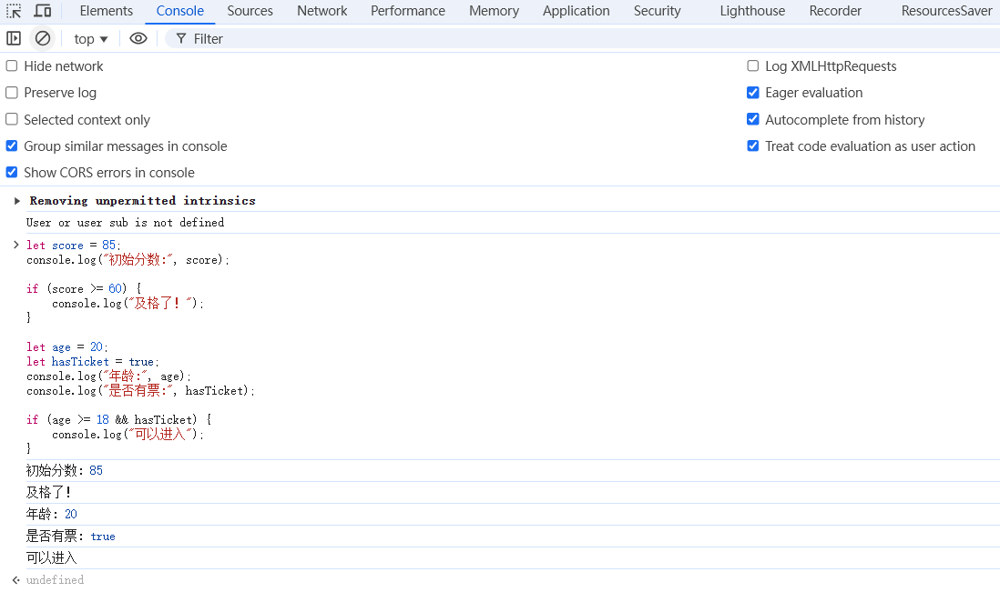 Elements Console Sources Network Performance Memory Application Security Lighthouse Recorder ResourcesSaver
top Filter
Hide network Log XMLHttpRequests
Preserve log Eager evaluation
Selected context only Autocomplete from history
Group similar messages in console Treat code evaluation as user action
Show CORS errors in console
Removing unpermitted intrinsics
User or user sub is not defined
let score = 85;
console.log("初始分数:", score);
if (score >= 60) {
    console.log("及格了！");
}
let age = 20;
let hasTicket = true;
console.log("年龄:", age);
console.log("是否有票:", hasTicket);
if (age >= 18 && hasTicket) {
    console.log("可以进入");
}
初始分数: 85
及格了！
年龄: 20
是否有票: true
可以进入
undefined